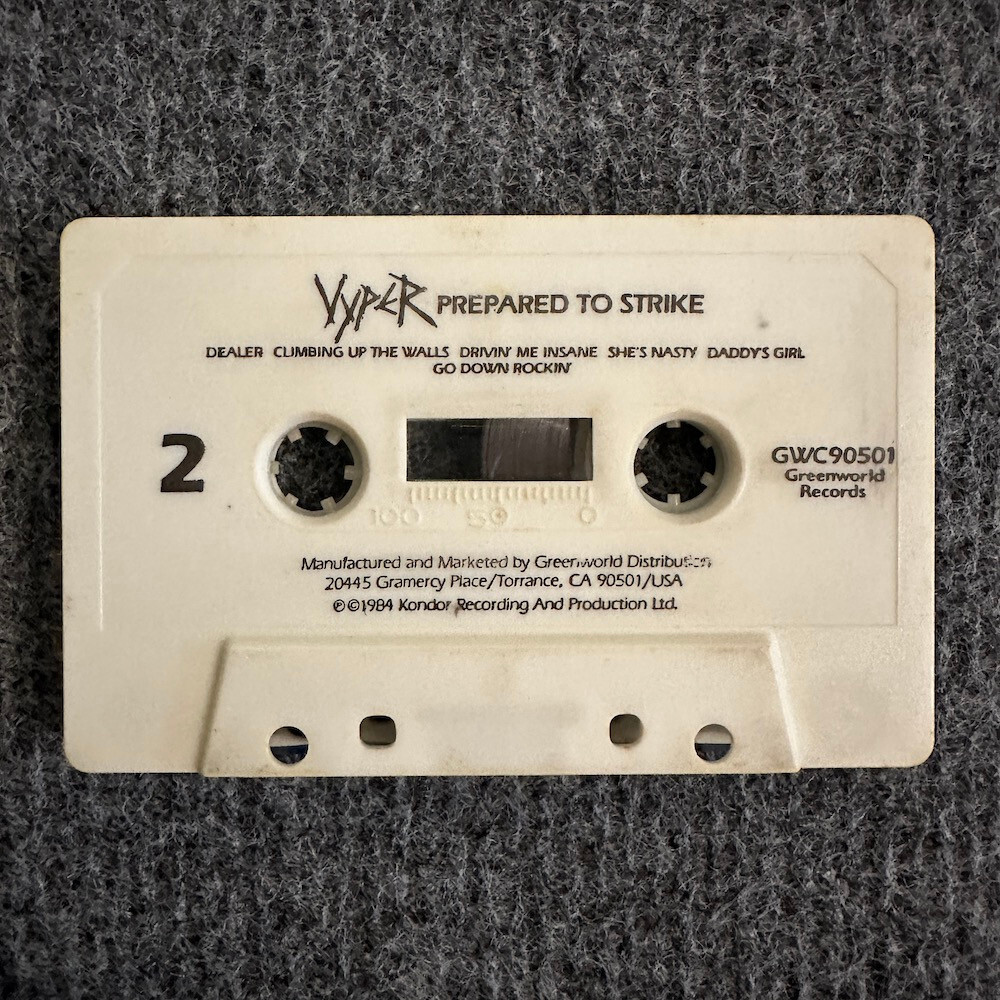 VYPER PREPARED TO STRIKE
DEALER CLIMBING UP THE WALLS DRIVIN' ME INSANE SHE'S NASTY DADDY'S GIRL
GO DOWN ROCKIN'
2
GWC90501
Greenworld
Records
100 50 0
Manufactured and Marketed by Greenworld Distribution
20445 Gramercy Place/Torrance, CA 90501/USA
℗©1984 Kondor Recording And Production Ltd.